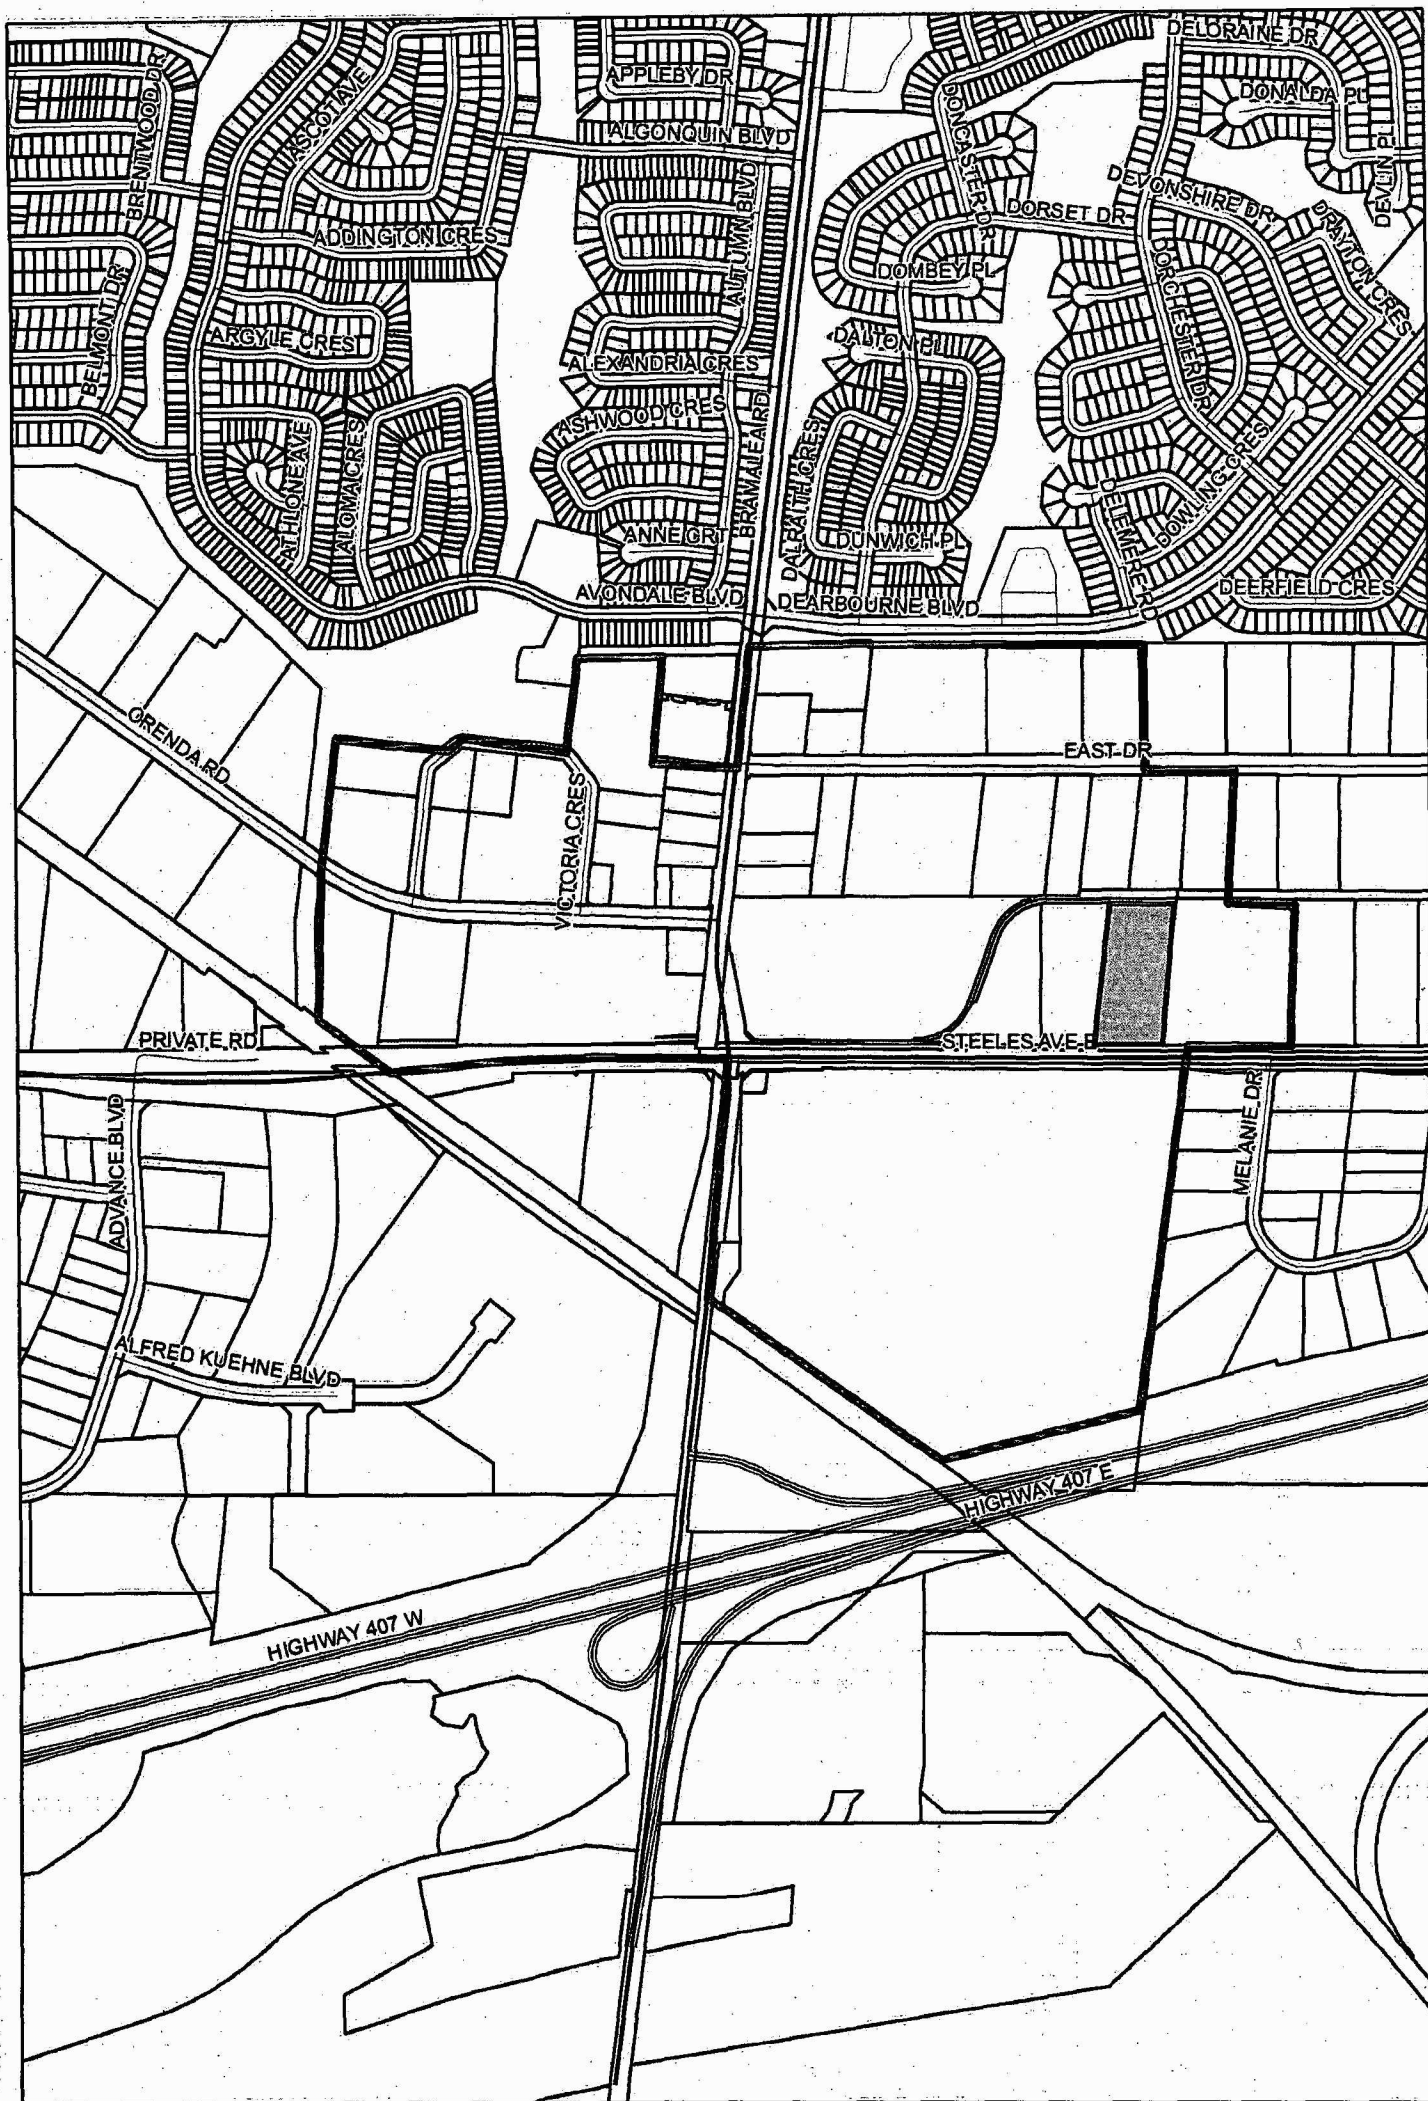 DELORAINE DR
APPLEBY DR
DONALDA PL
BRENTWOOD DR
ASCOT AVE
ALGONQUIN BLVD
DONCASTER DR
DEVLIN PL
DEVONSHIRE DR
DORSET DR
DRAYTON CRES
ADDINGTON CRES
AUTUMN BLVD
DOMBEY PL
DORCHESTER DR
BELMONT DR
ARGYLE CRES
DALTON PL
ALEXANDRIA CRES
ASHWOOD CRES
BRAMALEA RD
DALRAITH CRES
ATHLONE AVE
ALOMA CRES
DOWLING CRES
DELEMERE RD
ANNE CRT
DUNWICH PL
AVONDALE BLVD
DEARBOURNE BLVD
DEERFIELD CRES
ORENDA RD
EAST DR
VICTORIA CRES
PRIVATE RD
STEELES AVE E
ADVANCE BLVD
MELANIE DR
ALFRED KUEHNE BLVD
HIGHWAY 407 E
HIGHWAY 407 W